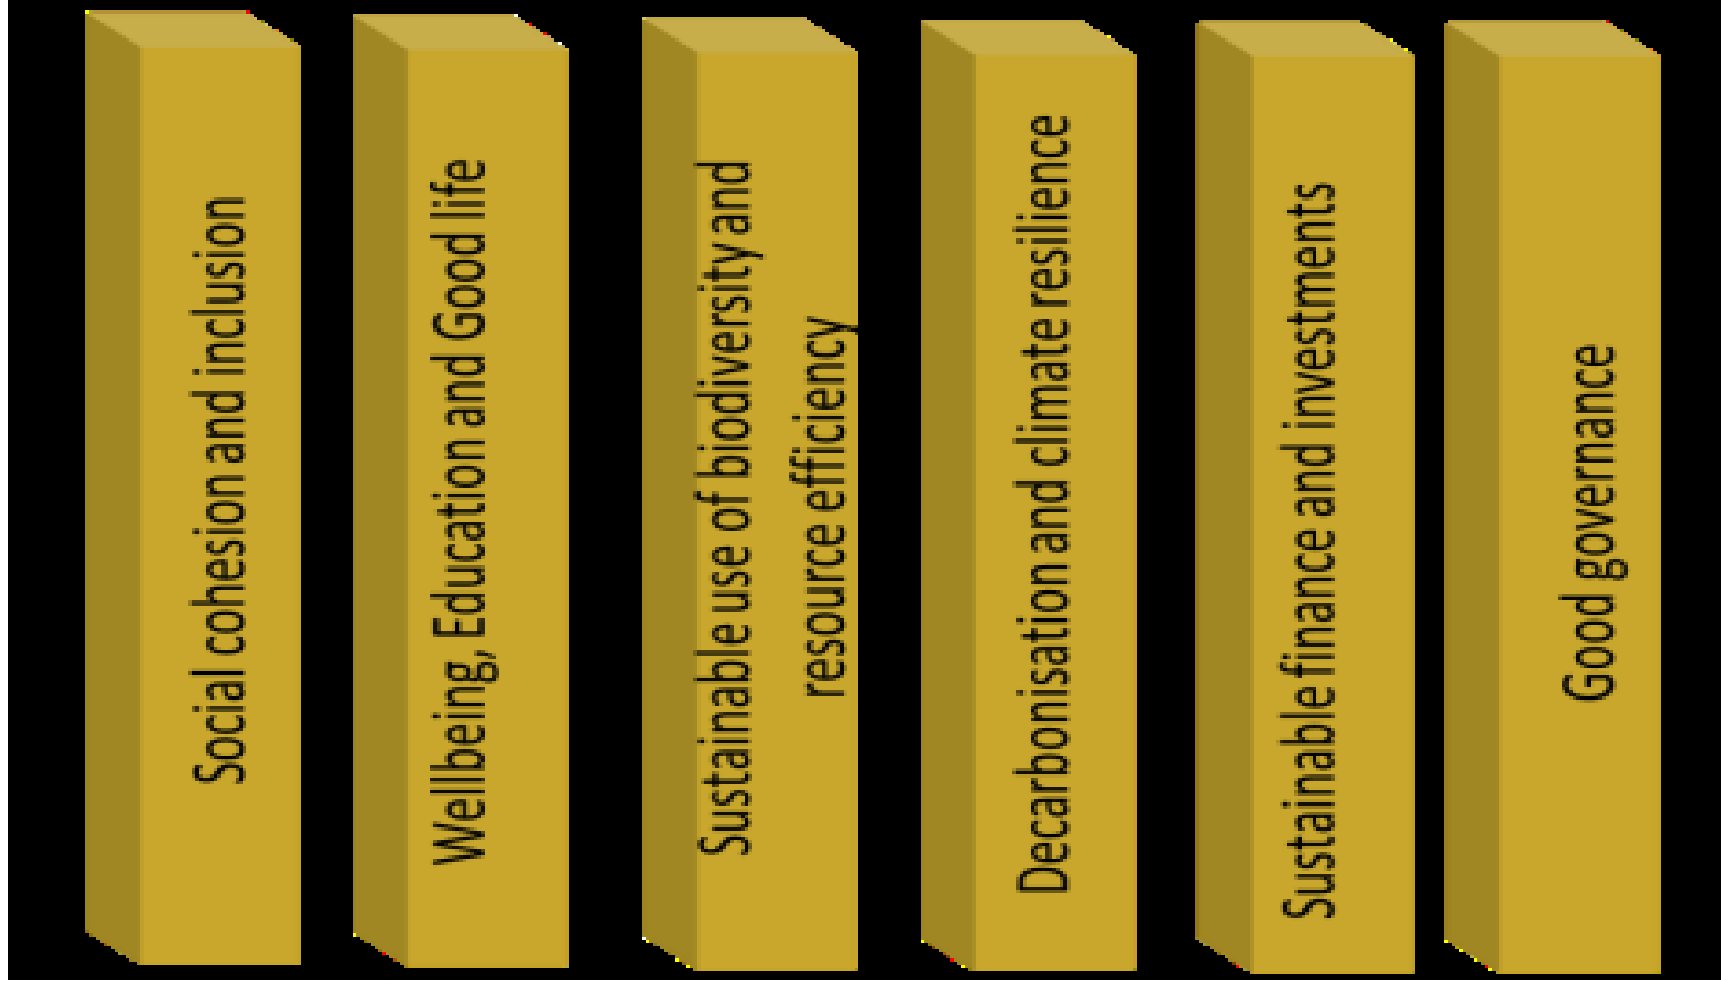 Social cohesion and inclusion
Wellbeing, Education and Good life
Sustainable use of biodiversity and
resource efficiency
Decarbonisation and climate resilience
Sustainable finance and investments
Good governance